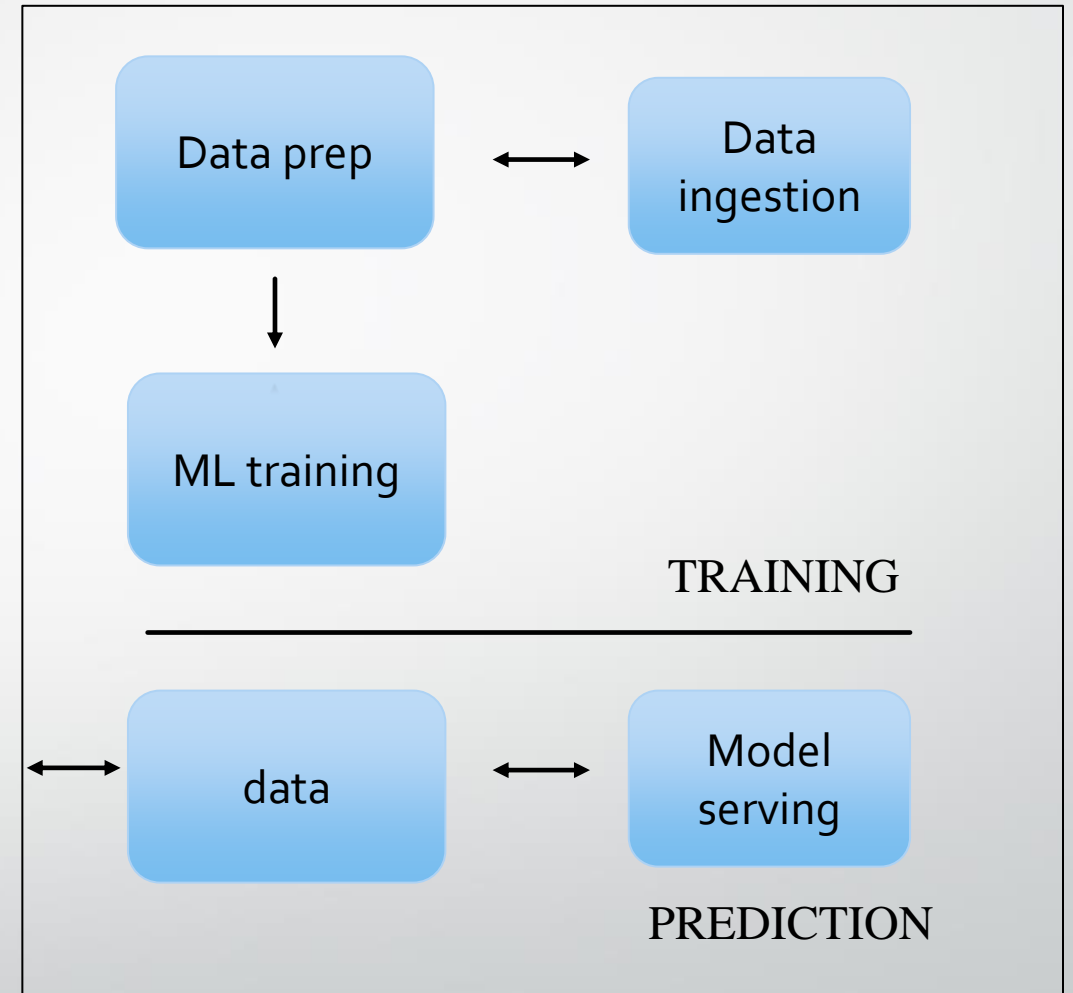 Data prep
Data
ingestion
ML training
TRAINING
data
Model
serving
PREDICTION